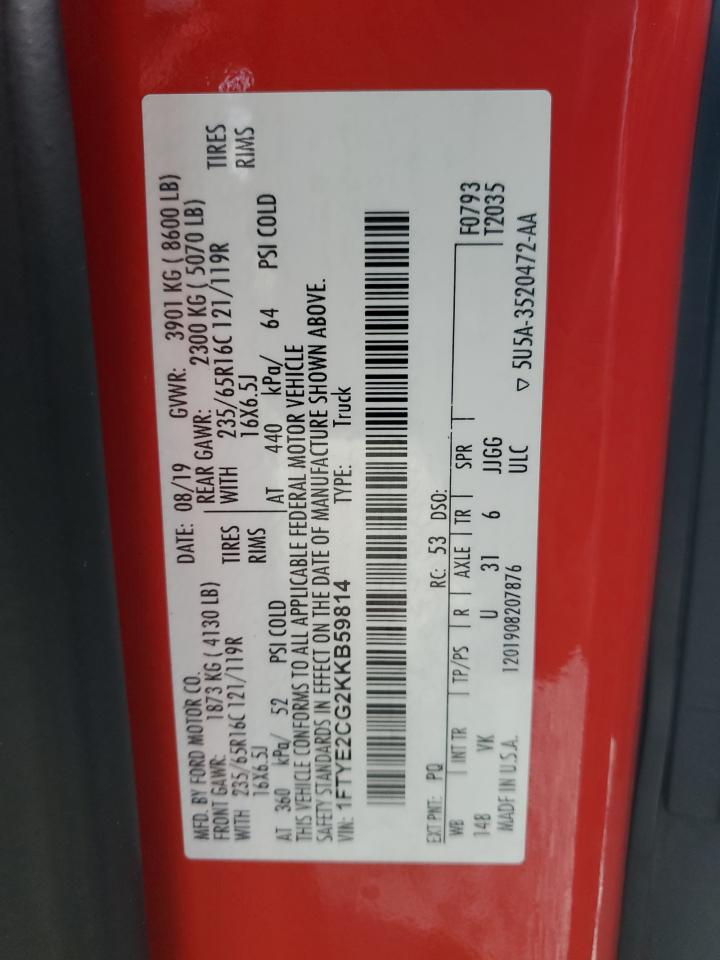 MFD. BY FORD MOTOR CO.
DATE: 08/19 GVWR: 3901 KG ( 8600 LB)
FRONT GAWR: 1873 KG ( 4130 LB)
REAR GAWR: 2300 KG ( 5070 LB)
WITH 235/65R16C 121/119R TIRES
WITH 235/65R16C 121/119R TIRES
16X6.5J RIMS
16X6.5J RIMS
AT 360 kPa/ 52 PSI COLD
AT 440 kPa/ 64 PSI COLD
THIS VEHICLE CONFORMS TO ALL APPLICABLE FEDERAL MOTOR VEHICLE
SAFETY STANDARDS IN EFFECT ON THE DATE OF MANUFACTURE SHOWN ABOVE.
VIN: 1FTYE2CG2KKB59814 TYPE: Truck
EXT PNT: PQ RC: 53 DSO:
WB INT TR TP/PS R AXLE TR SPR F0793
148 VK U 31 6 JJGG T2035
MADE IN U.S.A. 1201908207876 ULC
▽ 5U5A-3520472-AA